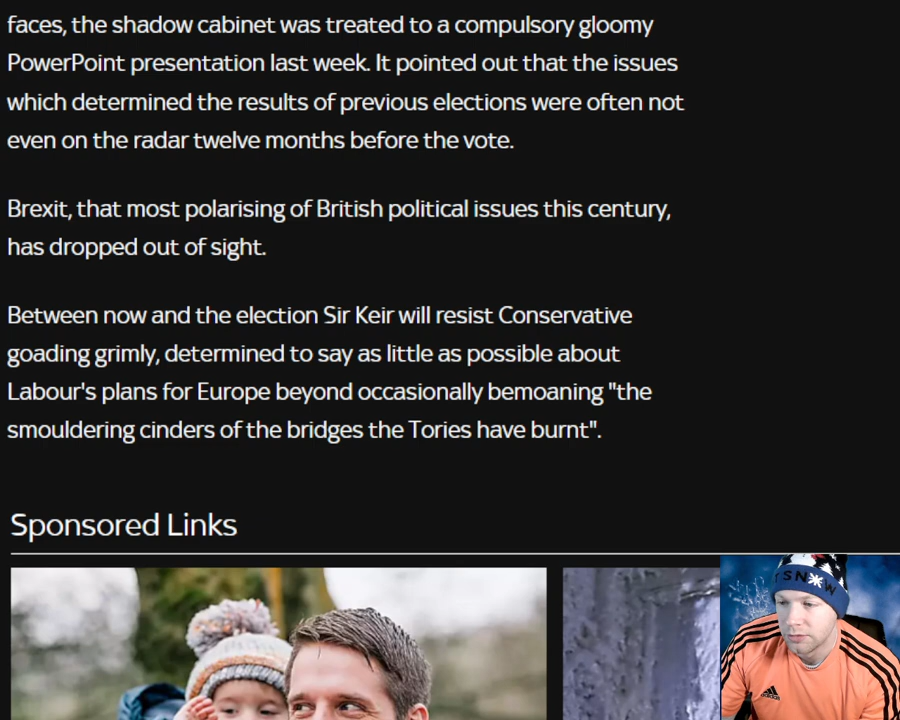 faces, the shadow cabinet was treated to a compulsory gloomy
PowerPoint presentation last week. It pointed out that the issues
which determined the results of previous elections were often not
even on the radar twelve months before the vote.
Brexit, that most polarising of British political issues this century,
has dropped out of sight.
Between now and the election Sir Keir will resist Conservative
goading grimly, determined to say as little as possible about
Labour's plans for Europe beyond occasionally bemoaning "the
smouldering cinders of the bridges the Tories have burnt".
Sponsored Links
SNOW
adidas